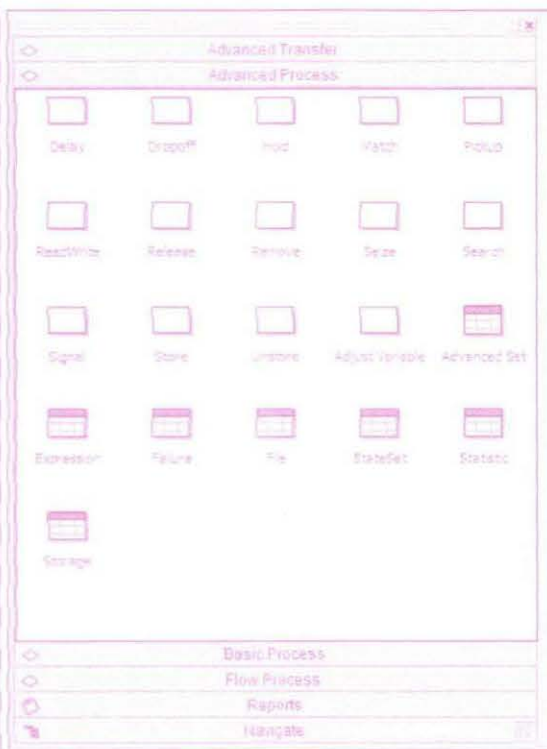 Advanced Transfer
Advanced Process
Delay Dropoff Hold Match Pickup
ReadWrite Release Remove Seize Search
Signal Store Unstore Adjust Variable Advanced Set
Expression Failure File StateSet Statistic
Storage
Basic Process
Flow Process
Reports
Navigate